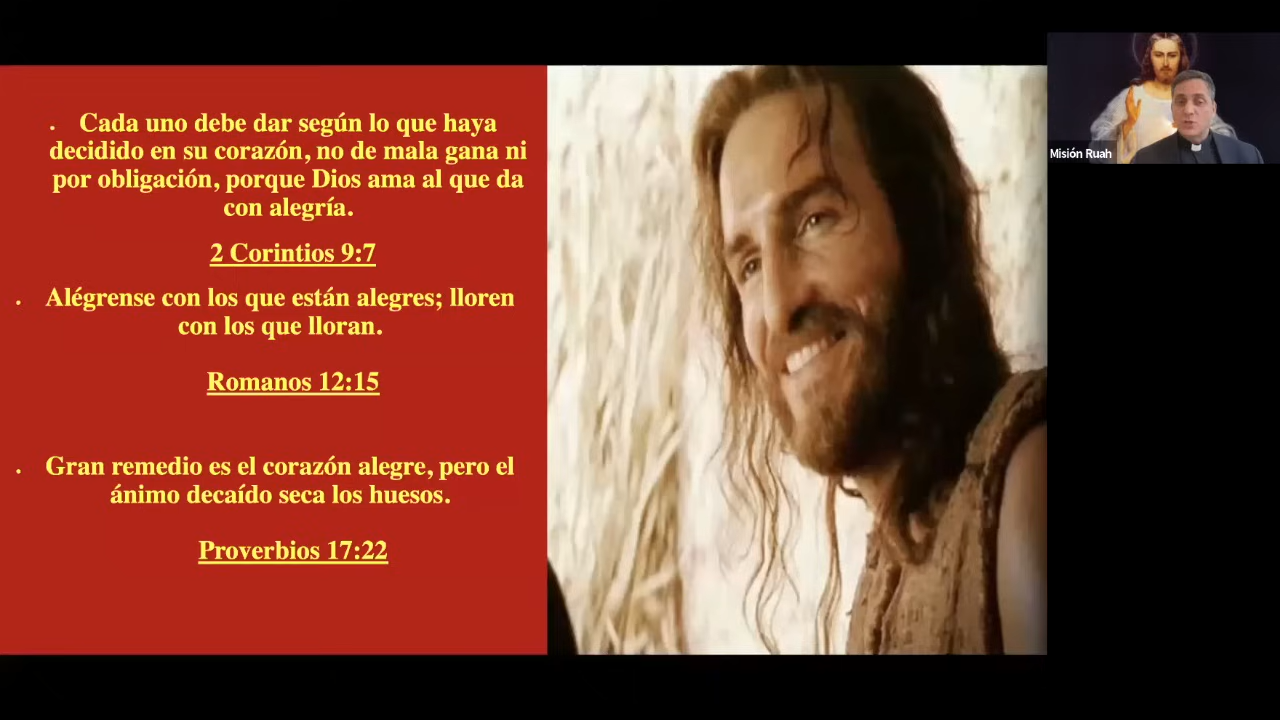 . Cada uno debe dar según lo que haya
decidido en su corazón, no de mala gana ni
por obligación, porque Dios ama al que da
con alegría.
2 Corintios 9:7
. Alégrense con los que están alegres; lloren
con los que lloran.
Romanos 12:15
. Gran remedio es el corazón alegre, pero el
ánimo decaído seca los huesos.
Proverbios 17:22
Misión Ruah